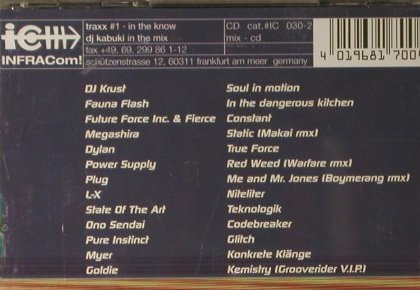 iC
INFRACom!
traxx #1 - in the know
dj kabuki in the mix
fax +49. 69. 299 86 1-12
schützenstrasse 12, 60311 frankfurt am meer germany
CD cat.#IC 030-2
mix - cd
4 019681 700
DJ Krust Soul in motion
Fauna Flash In the dangerous kitchen
Future Force Inc. & Fierce Constant
Megashira Static (Makai rmx)
Dylan True Force
Power Supply Red Weed (Warfare rmx)
Plug Me and Mr. Jones (Boymerang rmx)
L-X Niteliter
State Of The Art Teknologik
Ono Sendai Codebreaker
Pure Instinct Glitch
Myer Konkrete Klänge
Goldie Kemistry (Grooverider V.I.P.)